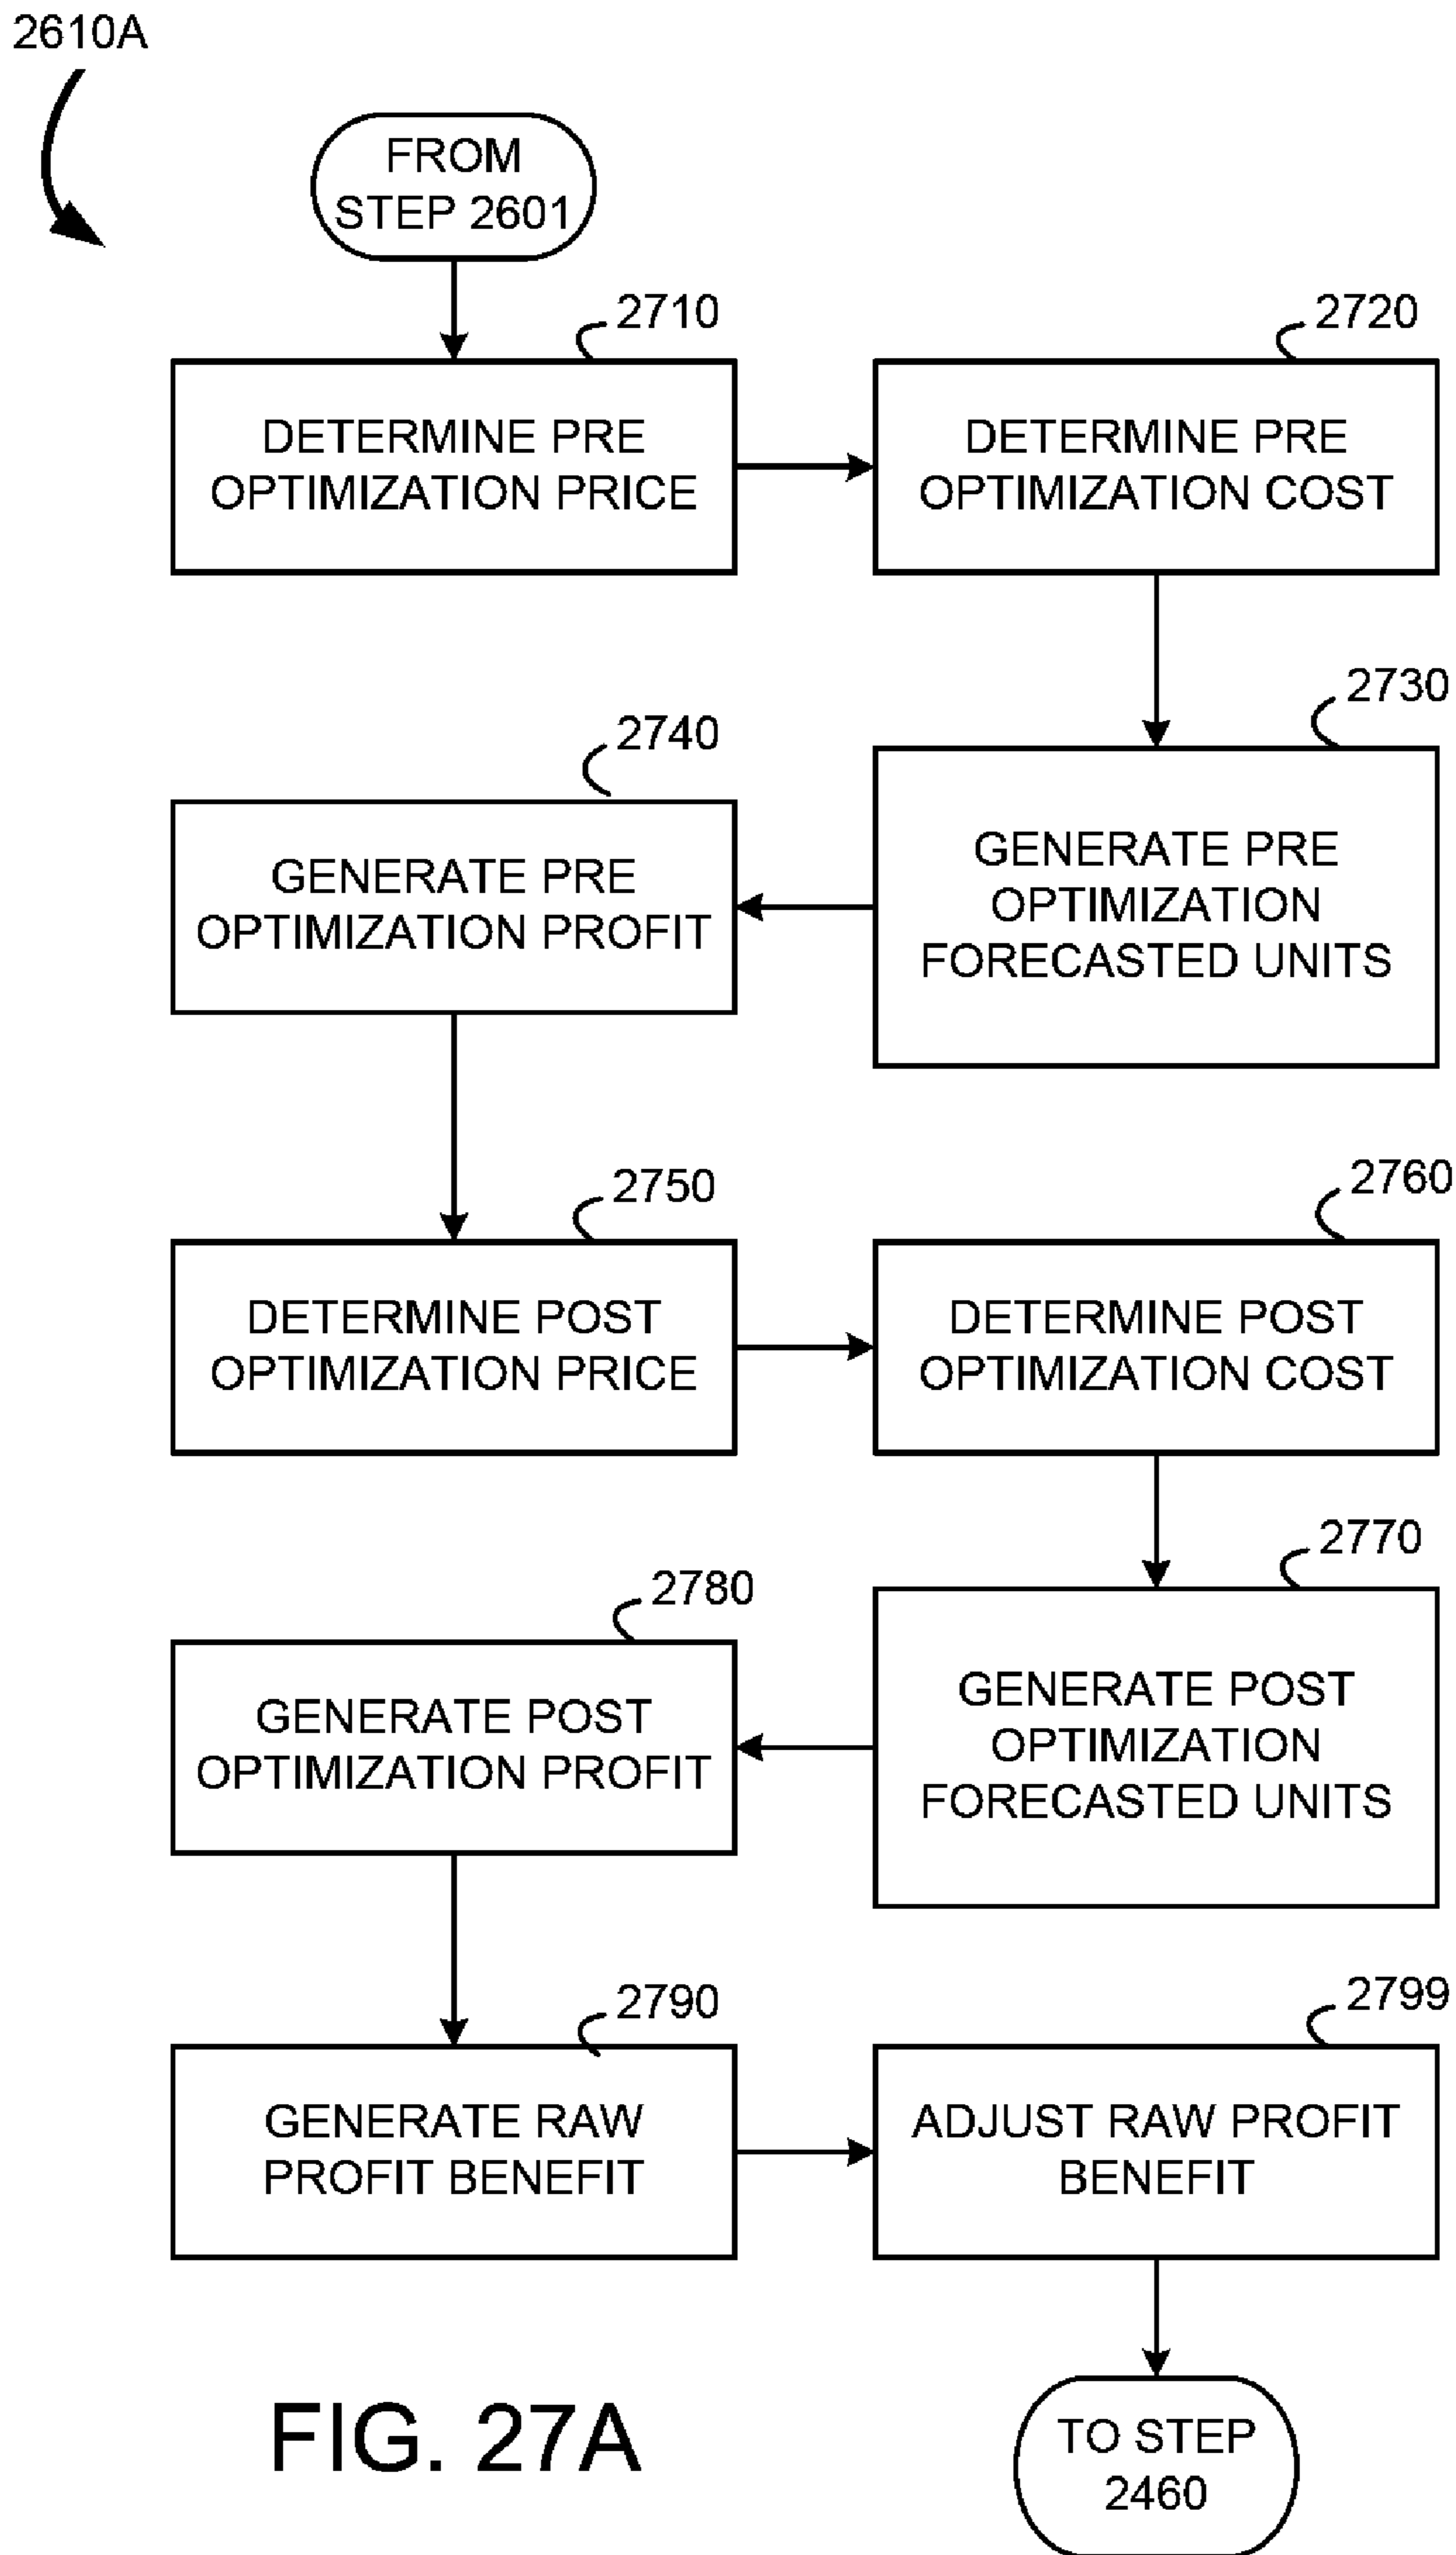 2610A
FROM
STEP 2601
2710
DETERMINE PRE
OPTIMIZATION PRICE
2720
DETERMINE PRE
OPTIMIZATION COST
2730
GENERATE PRE
OPTIMIZATION
FORECASTED UNITS
2740
GENERATE PRE
OPTIMIZATION PROFIT
2750
DETERMINE POST
OPTIMIZATION PRICE
2760
DETERMINE POST
OPTIMIZATION COST
2770
GENERATE POST
OPTIMIZATION
FORECASTED UNITS
2780
GENERATE POST
OPTIMIZATION PROFIT
2790
GENERATE RAW
PROFIT BENEFIT
2799
ADJUST RAW PROFIT
BENEFIT
TO STEP
2460
FIG. 27A